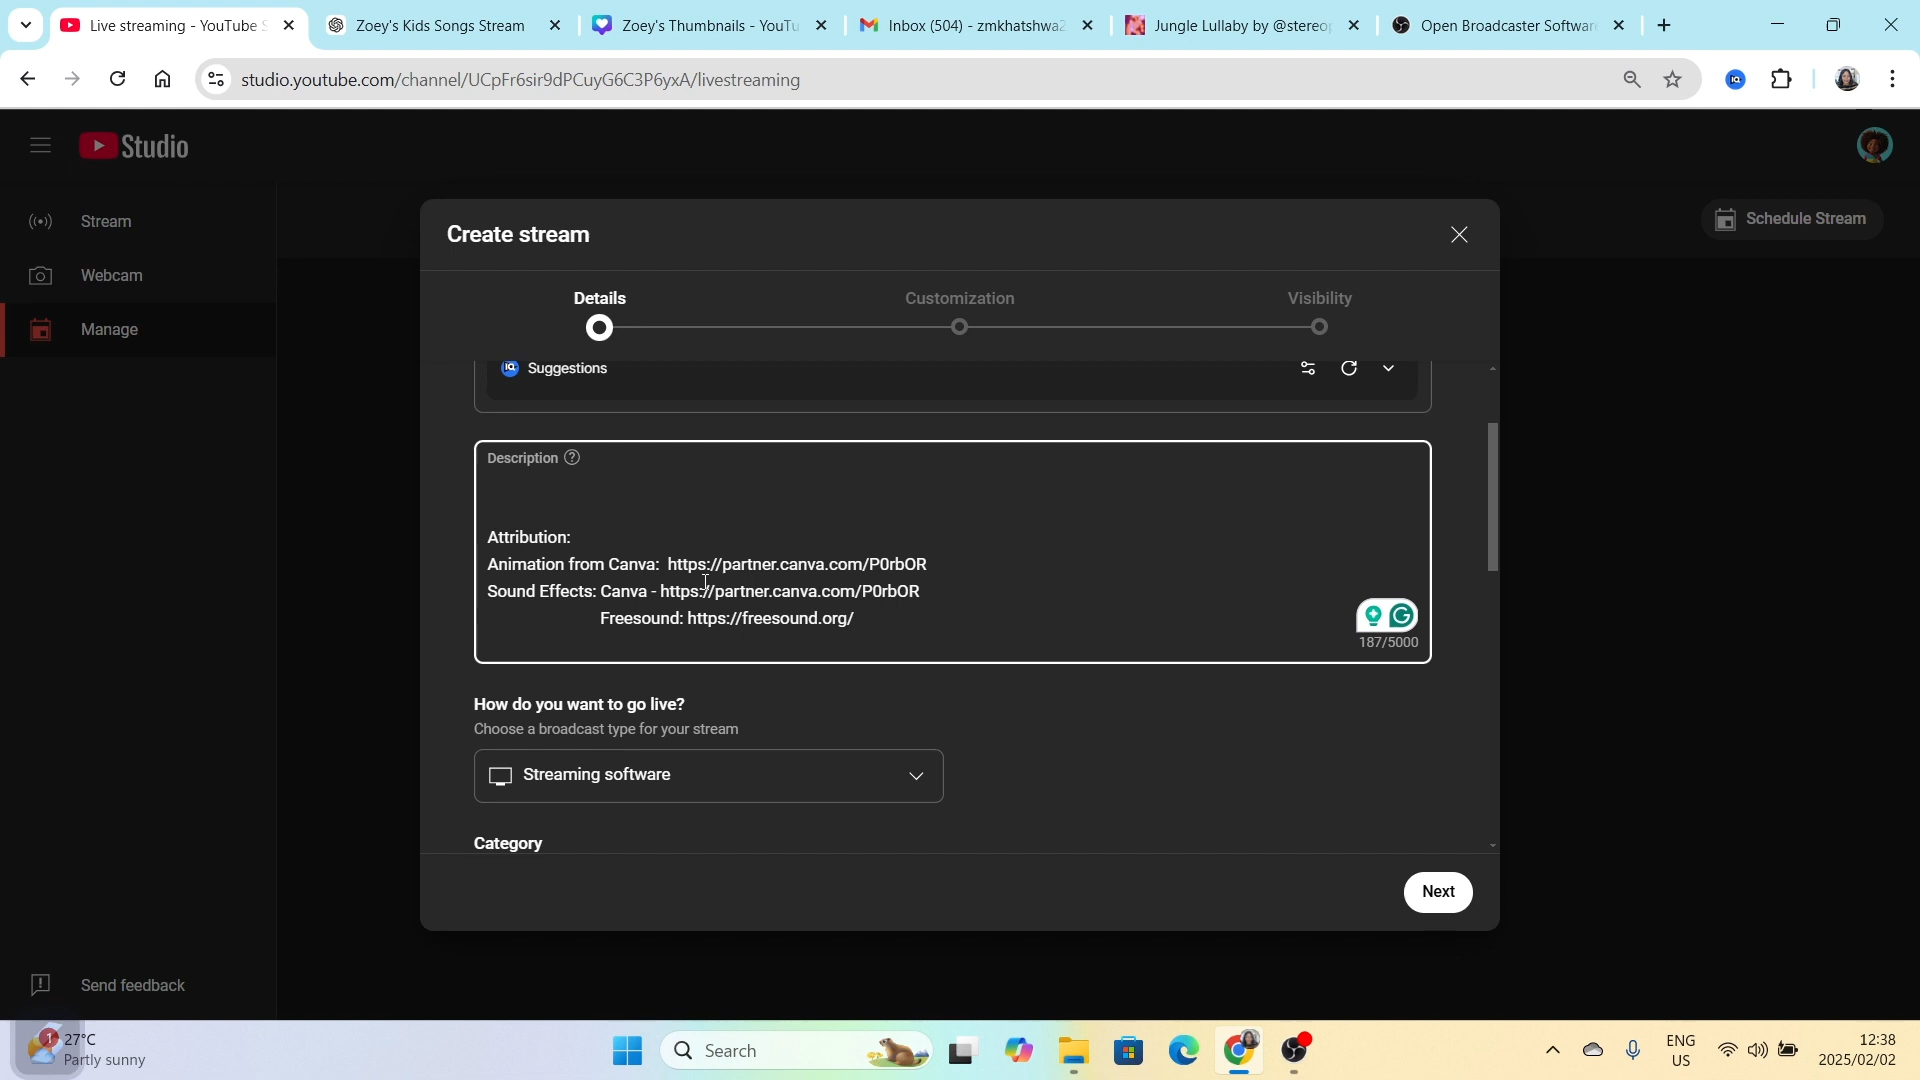 Live streaming - YouTube S
Zoey's Kids Songs Stream
Zoey's Thumbnails - YouTu
Inbox (504) - zmkhatshwa2
Jungle Lullaby by @stereo
Open Broadcaster Software
studio.youtube.com/channel/UCpFr6sir9dPCuyG6C3P6yxA/livestreaming
Studio
Stream
Webcam
Manage
Send feedback
Schedule Stream
Create stream
Details
Customization
Visibility
Suggestions
Description
Attribution:
Animation from Canva:  https://partner.canva.com/P0rbOR
Sound Effects: Canva - https://partner.canva.com/P0rbOR
Freesound: https://freesound.org/
187/5000
How do you want to go live?
Choose a broadcast type for your stream
Streaming software
Category
Next
1
27°C
Partly sunny
Search
ENG
US
12:38
2025/02/02